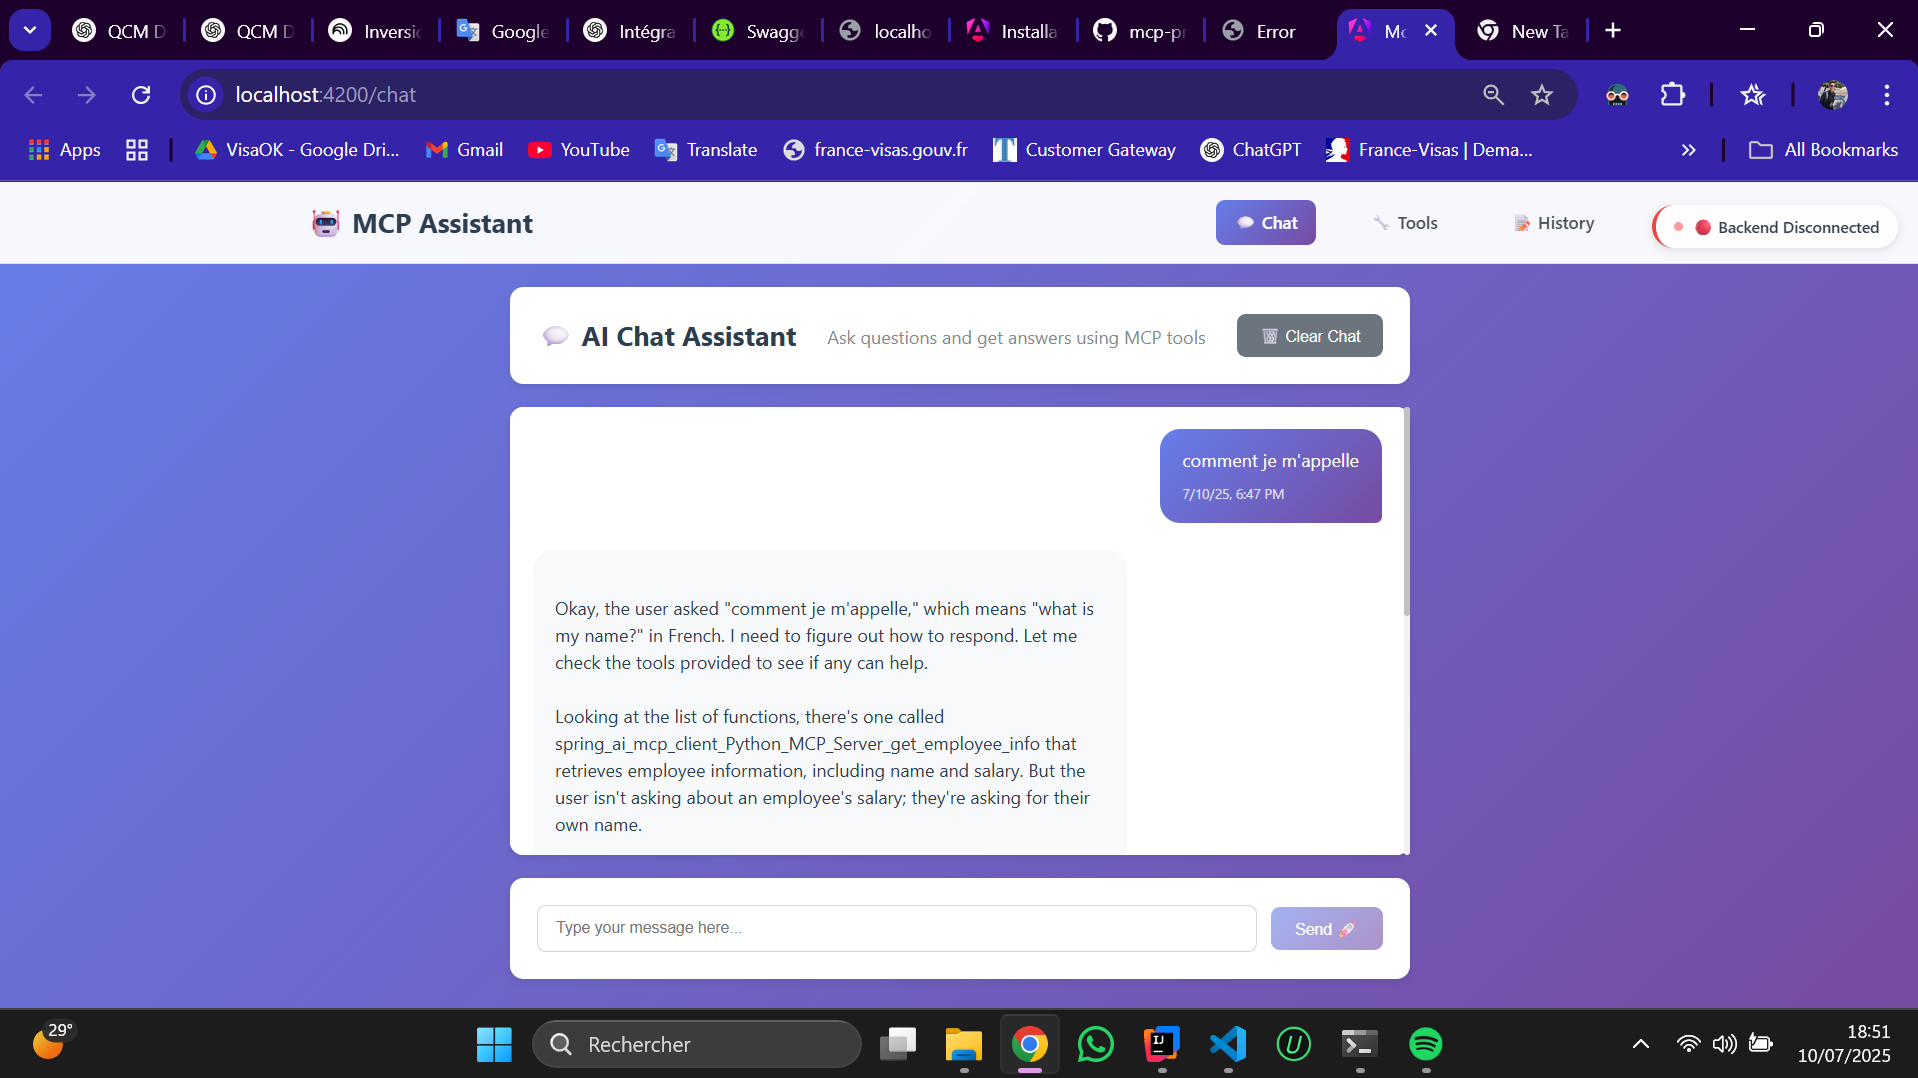 QCM D
QCM D
Inversio
Google
Intégra
Swagge
localho
Installa
mcp-pr
Error
Mc
New Ta
localhost:4200/chat
Apps
VisaOK - Google Dri...
Gmail
YouTube
Translate
france-visas.gouv.fr
Customer Gateway
ChatGPT
France-Visas | Dema...
All Bookmarks
MCP Assistant
Chat
Tools
History
Backend Disconnected
AI Chat Assistant
Ask questions and get answers using MCP tools
Clear Chat
comment je m'appelle
7/10/25, 6:47 PM
Okay, the user asked "comment je m'appelle," which means "what is
my name?" in French. I need to figure out how to respond. Let me
check the tools provided to see if any can help.
Looking at the list of functions, there's one called
spring_ai_mcp_client_Python_MCP_Server_get_employee_info that
retrieves employee information, including name and salary. But the
user isn't asking about an employee's salary; they're asking for their
own name.
Type your message here...
Send
29°
Rechercher
18:51
10/07/2025